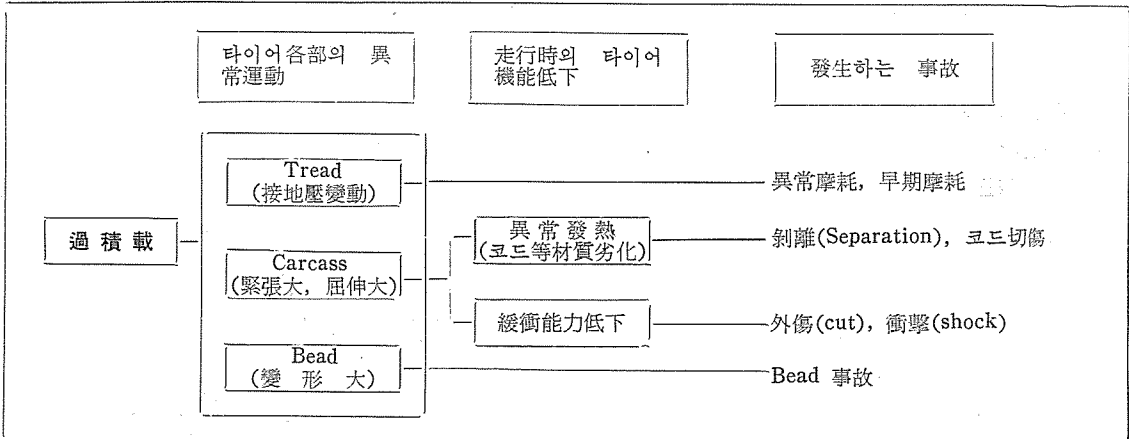 타이어各部의 異
常運動
走行時의 타이어
機能低下
發生하는 事故
Tread
(接地壓變動)
異常摩耗, 早期摩耗
過積載
異常發熱
(코드等材質劣化)
剝離(Separation), 코드切傷
Carcass
(緊張大, 屈伸大)
緩衝能力低下
外傷(cut), 衝擊(shock)
Bead
(變 形 大)
Bead 事故